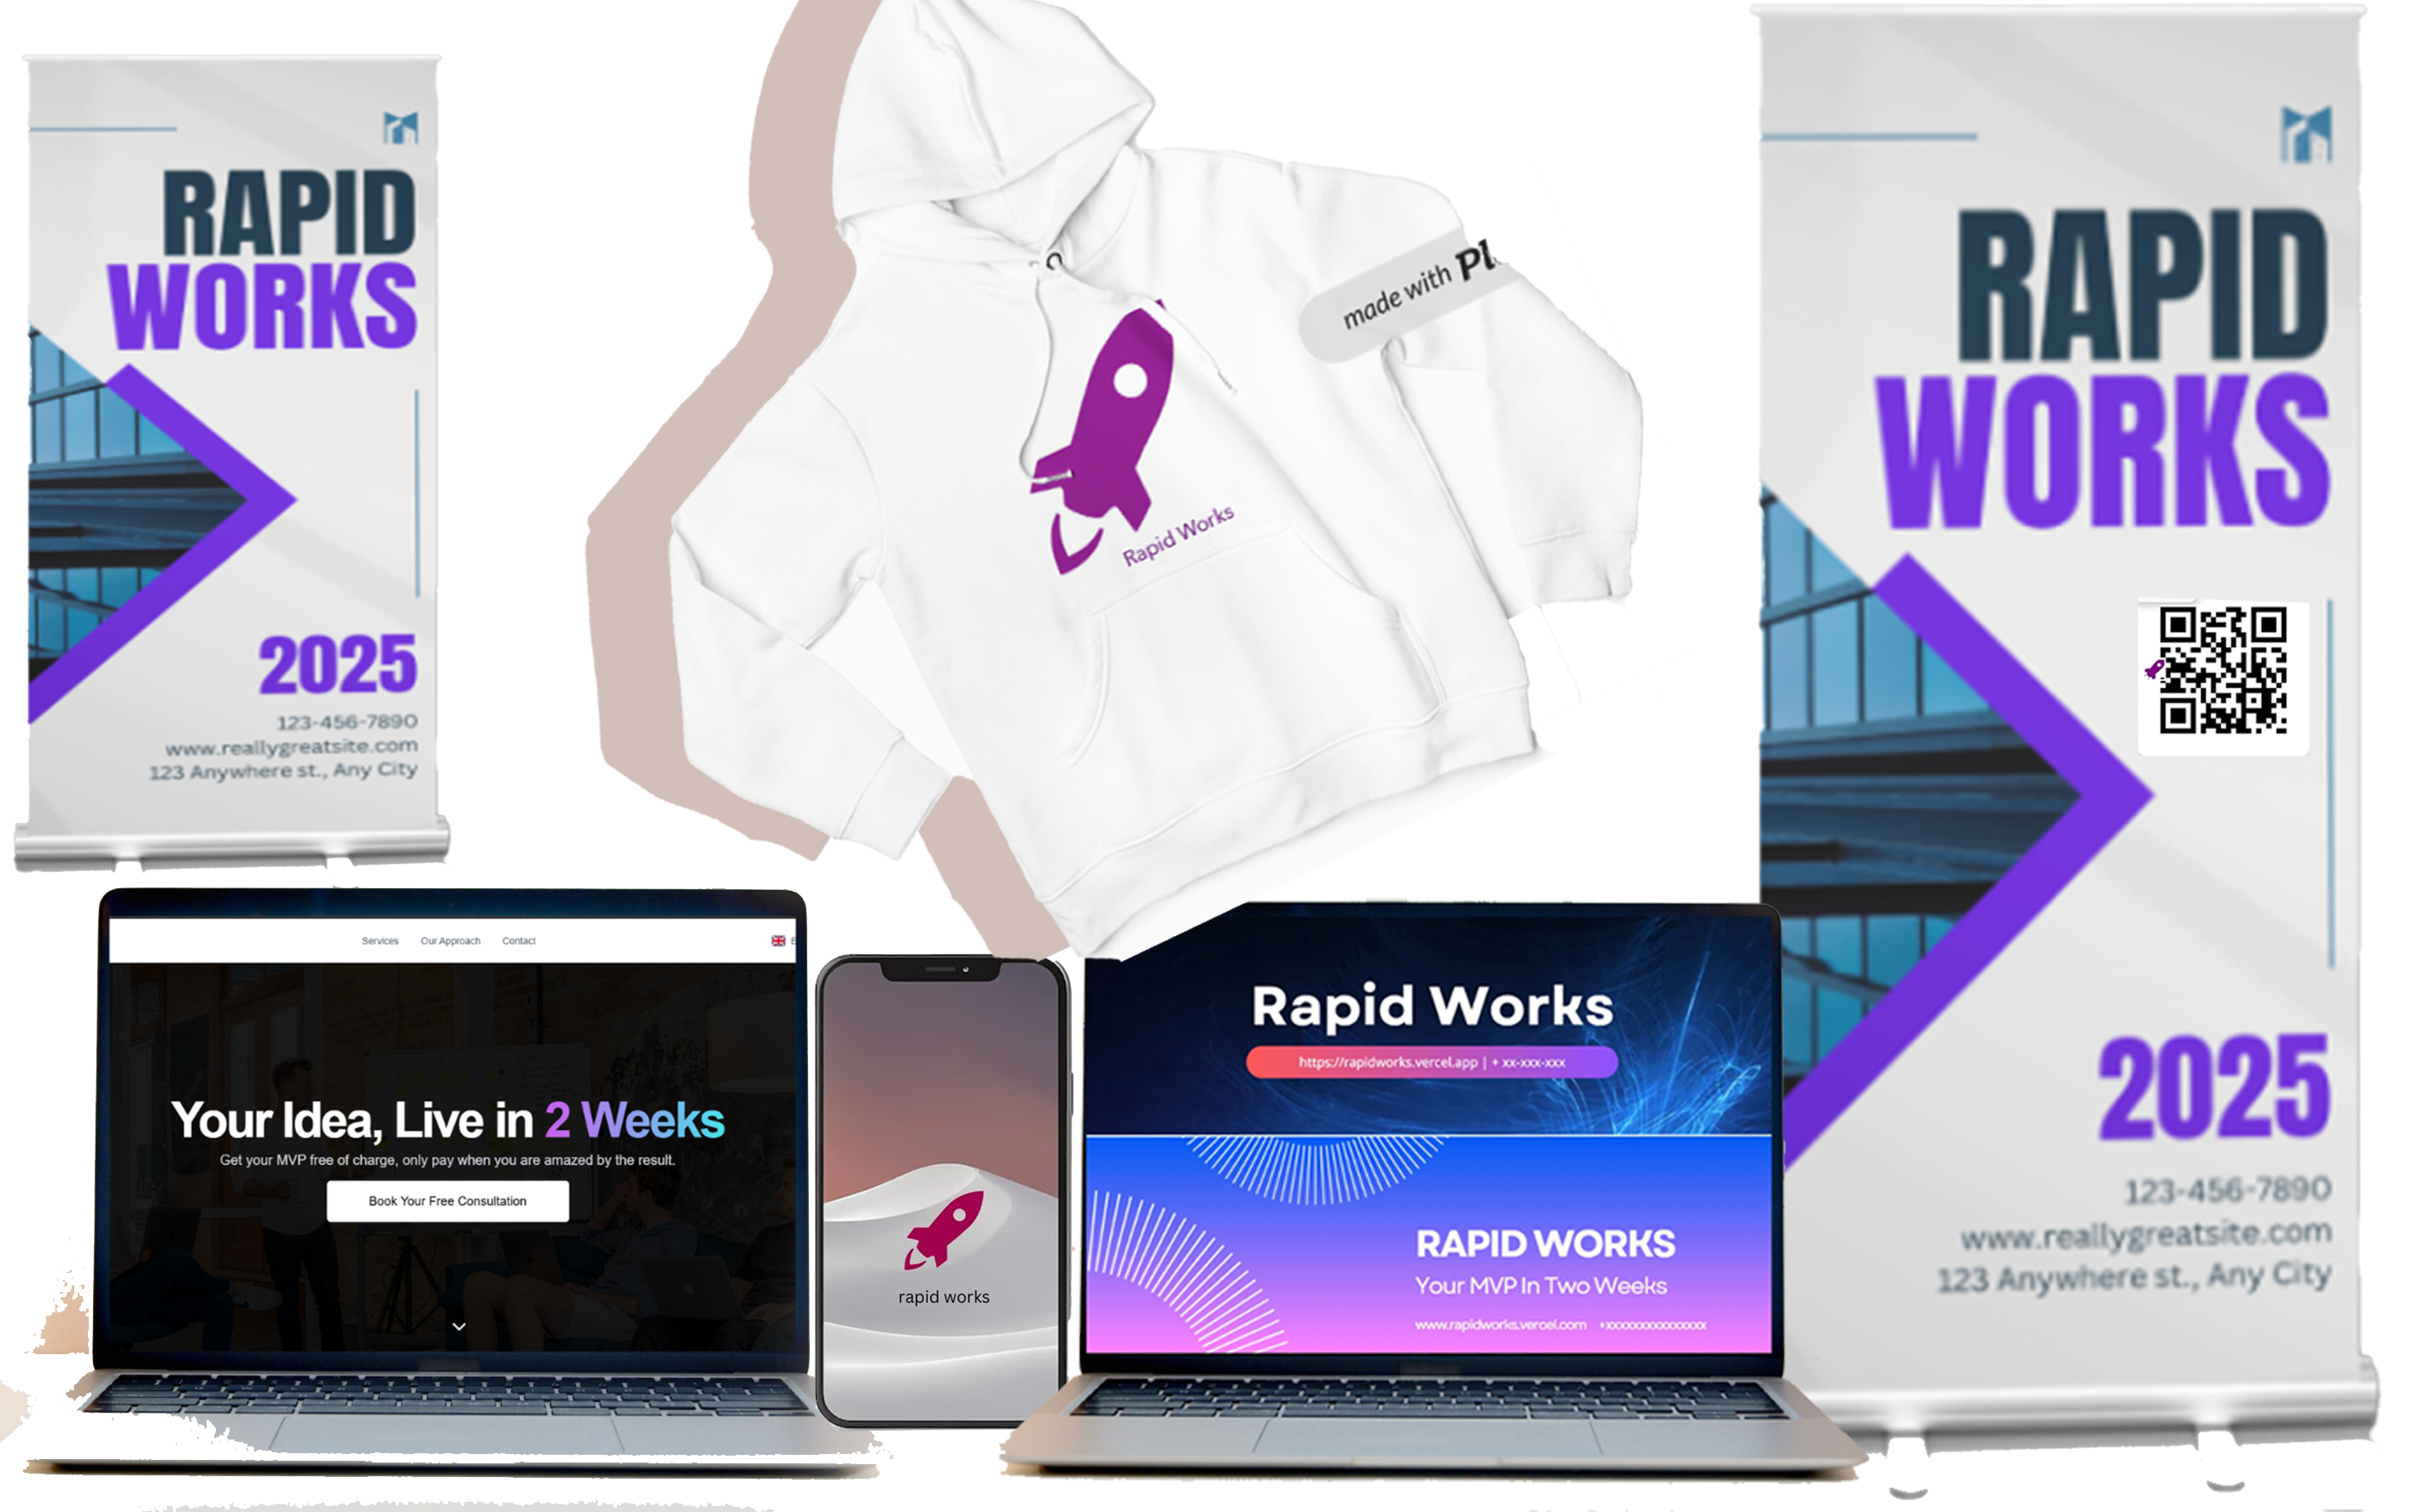 RAPID
WORKS
2025
123-456-7890
www.reallygreatsite.com
123 Anywhere st., Any City
made with Pl
Rapid Works
RAPID
WORKS
2025
123-456-7890
www.reallygreatsite.com
123 Anywhere st., Any City
Services Our Approach Contact
Your Idea, Live in 2 Weeks
Get your MVP free of charge, only pay when you are amazed by the result.
Book Your Free Consultation
rapid works
Rapid Works
https://rapidworks.vercel.app | + xx-xxx-xxx
RAPID WORKS
Your MVP In Two Weeks
www.rapidworks.vercel.com +xxxxxxxxxxxxxxx